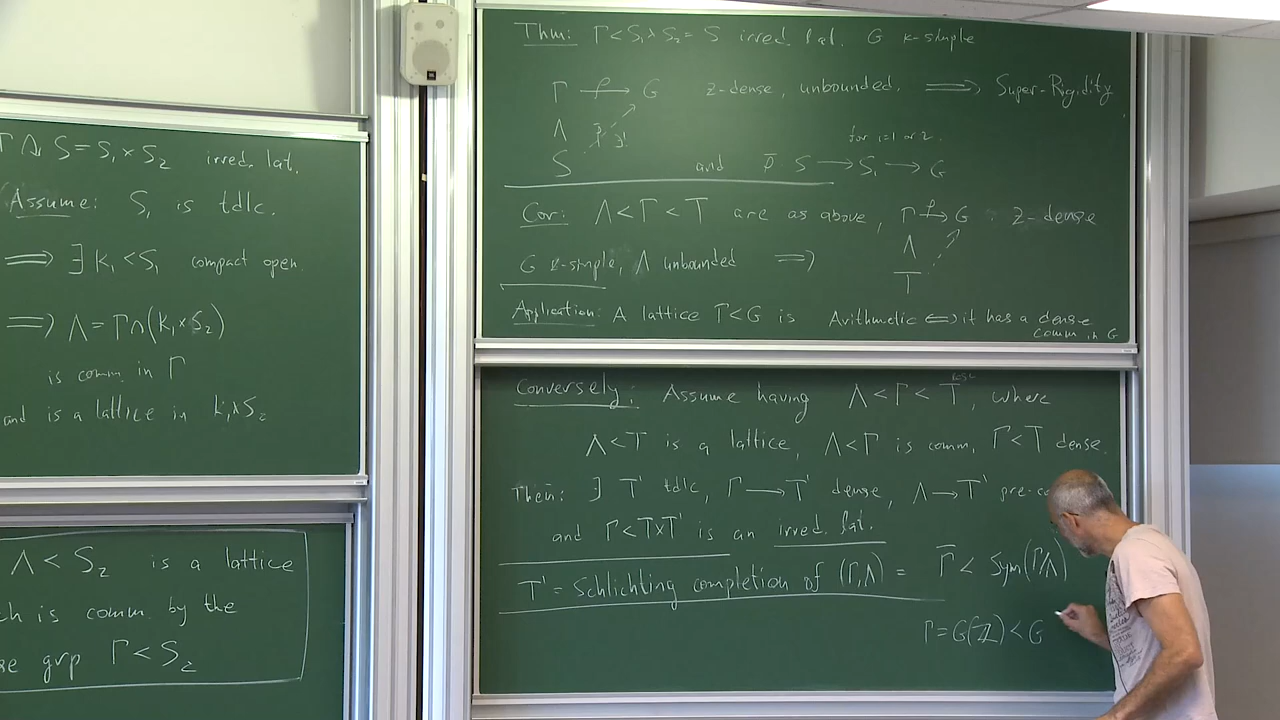 Γ Λ S = S₁ × S₂ irred. lat.
Assume: S₁ is tdlc.
⟹ ∃ K₁ < S₁ compact open
⟹ Λ = Γ ∩ (K₁ × S₂)
is comm. in Γ
and is a lattice in K₁ × S₂
Λ < S₂ is a lattice
is comm. by the
grp Γ < S₂
Thm: Γ < S₁ × S₂ = S irred. lat. G k-simple
Γ —ρ→ G z-dense, unbounded. ⟹ Super-Rigidity
Λ ρ̄ ∃! for i=1 or 2.
S and ρ̄ S → S₁ → G
Cor: Λ < Γ < T are as above, Γ —ρ→ G z-dense
G k-simple, Λ unbounded ⟹
Λ
T
Application: A lattice Γ < G is Arithmetic ⟺ it has a dense
comm in G
Conversely: Assume having Λ < Γ < T, where
Λ < T is a lattice, Λ < Γ is comm, Γ < T dense.
Then: ∃ T' tdlc, Γ → T' dense, Λ → T'
and Γ < T × T' is an irred. lat.
T' = Schlichting completion of (Γ, Λ) = Γ̄ < Sym(Γ/Λ)
Γ = G(ℤ) < G